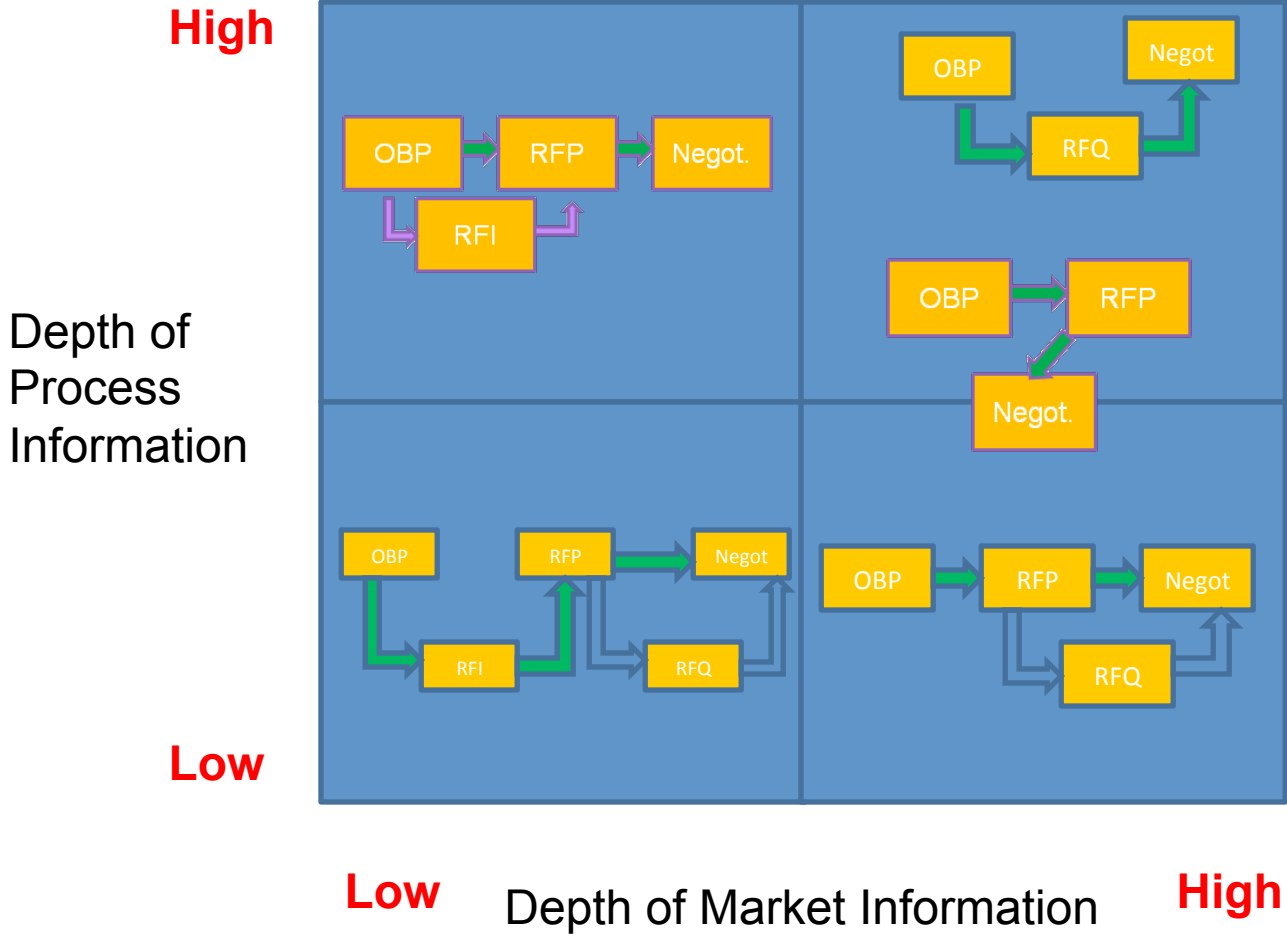 High
OBP
Negot
RFQ
OBP
RFP
Negot.
RFI
OBP
RFP
Negot.
Depth of
Process
Information
OBP
RFP
Negot
RFI
RFQ
OBP
RFP
Negot
RFQ
Low
Low
Depth of Market Information
High